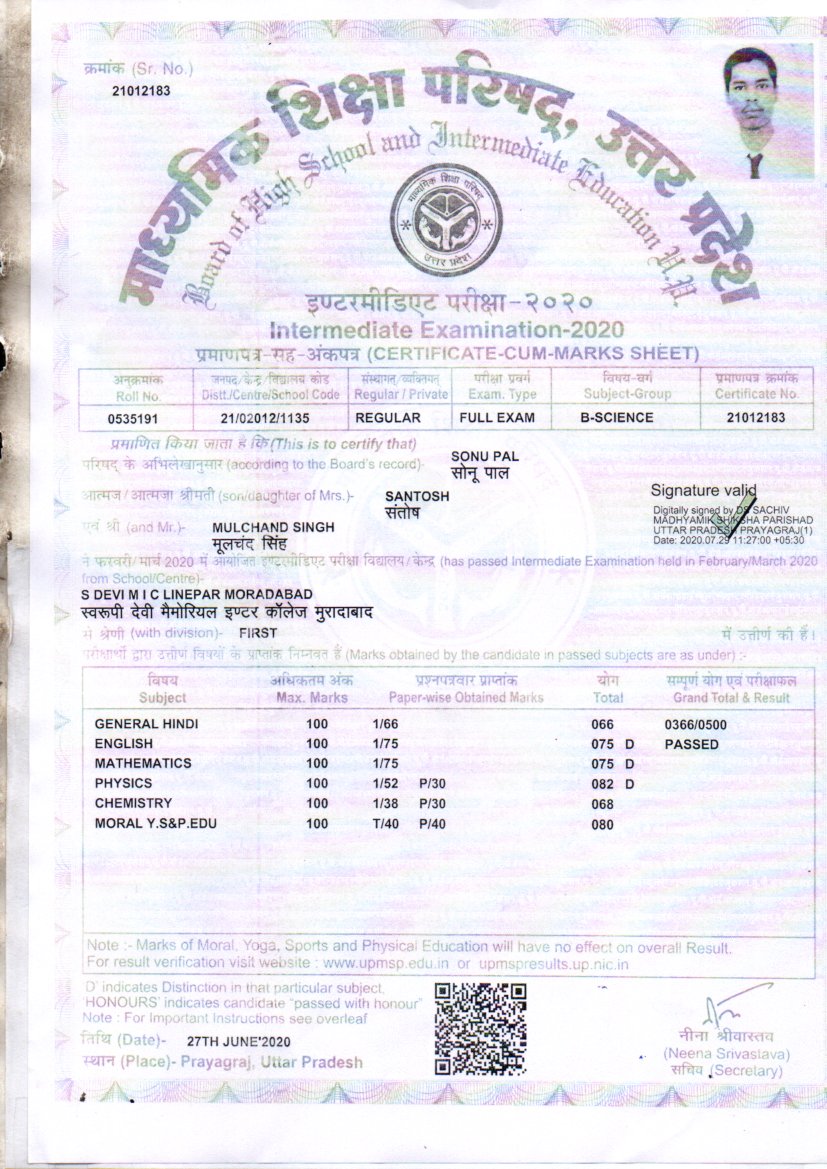 क्रमांक (Sr. No.)
21012183
माध्यमिक शिक्षा परिषद्, उत्तर प्रदेश
Board of High School and Intermediate Education U.P.
माध्यमिक शिक्षा परिषद
उत्तर प्रदेश
इण्टरमीडिएट परीक्षा-२०२०
Intermediate Examination-2020
प्रमाणपत्र-सह-अंकपत्र (CERTIFICATE-CUM-MARKS SHEET)
अनुक्रमांक जनपद/केन्द्र/विद्यालय कोड संस्थागत/व्यक्तिगत परीक्षा प्रवर्ग विषय-वर्ग प्रमाणपत्र क्रमांक
Roll No. Distt./Centre/School Code Regular / Private Exam. Type Subject-Group Certificate No.
0535191 21/02012/1135 REGULAR FULL EXAM B-SCIENCE 21012183
प्रमाणित किया जाता है कि (This is to certify that)
परिषद् के अभिलेखानुसार (according to the Board's record)- SONU PAL
सोनू पाल
आत्मज/आत्मजा श्रीमती (son/daughter of Mrs.)- SANTOSH
संतोष
एवं श्री (and Mr.)- MULCHAND SINGH
मूलचंद सिंह
Signature valid
Digitally signed by DS SACHIV
MADHYAMIK SHIKSHA PARISHAD
UTTAR PRADESH PRAYAGRAJ(1)
Date: 2020.07.29 11:27:00 +05:30
ने फरवरी/मार्च 2020 में आयोजित इण्टरमीडिएट परीक्षा विद्यालय/केन्द्र (has passed Intermediate Examination held in February/March 2020
from School/Centre)-
S DEVI M I C LINEPAR MORADABAD
स्वरूपी देवी मैमोरियल इण्टर कॉलेज मुरादाबाद
में श्रेणी (with division)- FIRST में उत्तीर्ण की है।
परीक्षार्थी द्वारा उत्तीर्ण विषयों के प्राप्तांक निम्नवत हैं (Marks obtained by the candidate in passed subjects are as under) :-
विषय अधिकतम अंक प्रश्नपत्रवार प्राप्तांक योग सम्पूर्ण योग एवं परीक्षाफल
Subject Max. Marks Paper-wise Obtained Marks Total Grand Total & Result
GENERAL HINDI 100 1/66 066 0366/0500
ENGLISH 100 1/75 075 D PASSED
MATHEMATICS 100 1/75 075 D
PHYSICS 100 1/52 P/30 082 D
CHEMISTRY 100 1/38 P/30 068
MORAL Y.S&P.EDU 100 T/40 P/40 080
Note :- Marks of Moral, Yoga, Sports and Physical Education will have no effect on overall Result.
For result verification visit website : www.upmsp.edu.in or upmspresults.up.nic.in
D' indicates Distinction in that particular subject,
HONOURS' indicates candidate "passed with honour"
Note : For Important Instructions see overleaf
तिथि (Date)- 27TH JUNE'2020
स्थान (Place)- Prayagraj, Uttar Pradesh
नीना श्रीवास्तव
(Neena Srivastava)
सचिव (Secretary)